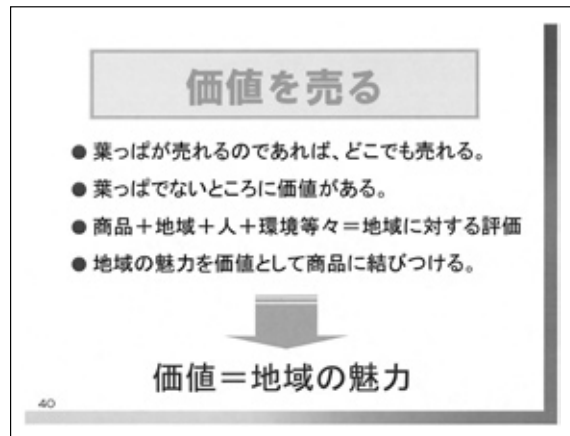 価値を売る
● 葉っぱが売れるのであれば、どこでも売れる。
● 葉っぱでないところに価値がある。
● 商品＋地域＋人＋環境等々＝地域に対する評価
● 地域の魅力を価値として商品に結びつける。
価値＝地域の魅力
40